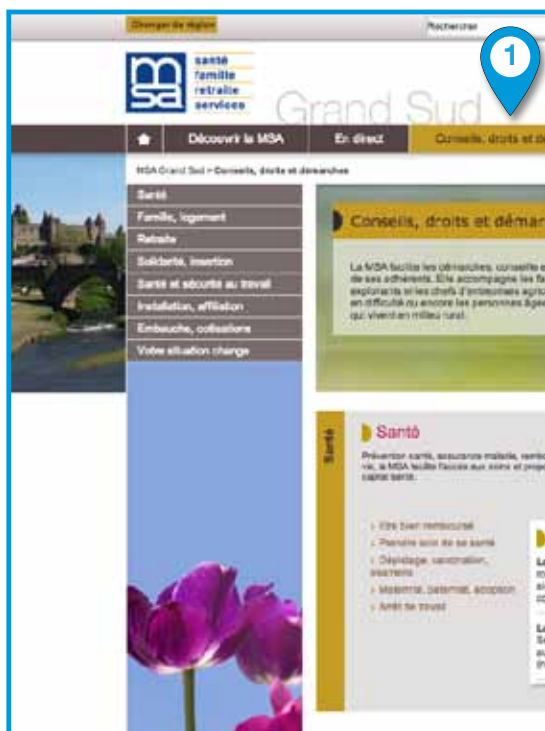 Changer de région
Rechercher
1
msa
santé
famille
retraite
services
Grand Sud
Découvrir la MSA
En direct
Conseils, droits et dé
MSA Grand Sud > Conseils, droits et démarches
Santé
Famille, logement
Retraite
Solidarité, insertion
Santé et sécurité au travail
Installation, affiliation
Embauche, cotisations
Votre situation change
Conseils, droits et démar
La MSA facilite les démarches, conseille e
de ses adhérents. Elle accompagne les fa
exploitants et les chefs d'entreprises agric
en difficulté ou encore les personnes âgée
qui vivent en milieu rural.
Santé
Santé
Prévention santé, assurance maladie, rembo
vie, la MSA facilite l'accès aux soins et propo
capital santé.
› Etre bien remboursé
› Prendre soin de sa santé
› Dépistage, vaccination,
examens
› Maternité, paternité, adoption
› Arrêt de travail